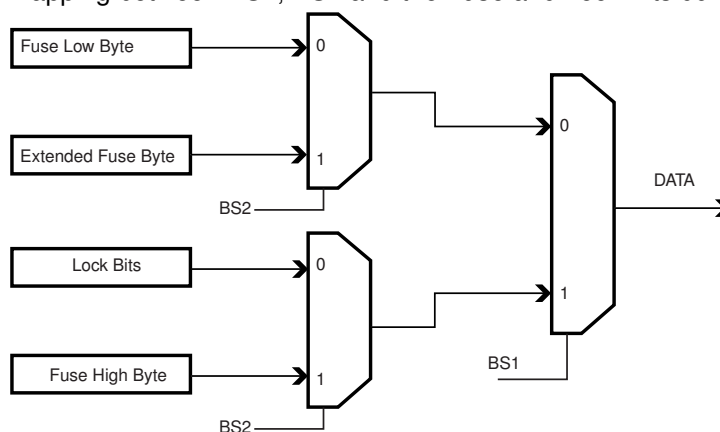 Fuse Low Byte
0
Extended Fuse Byte
1
BS2
0
DATA
Lock Bits
0
1
Fuse High Byte
1
BS1
BS2